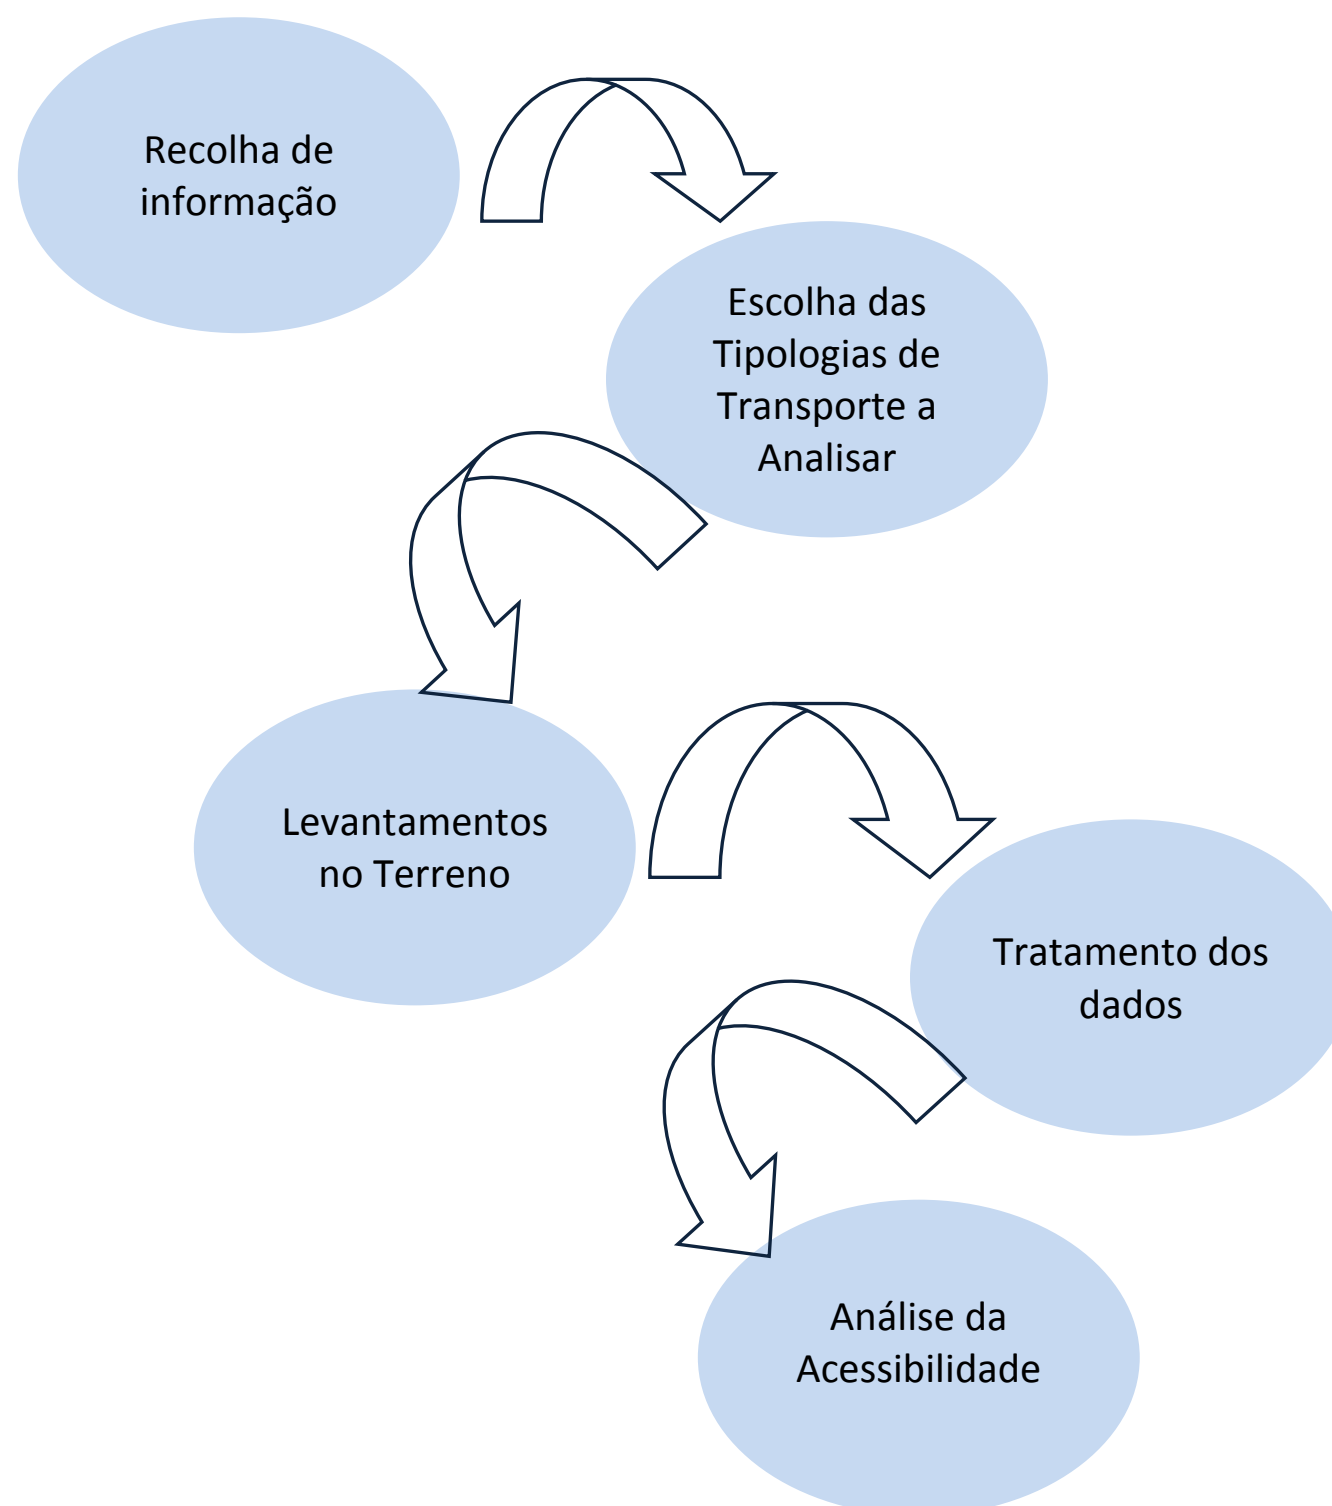 Recolha de
informação
Escolha das
Tipologias de
Transporte a
Analisar
Levantamentos
no Terreno
Tratamento dos
dados
Análise da
Acessibilidade